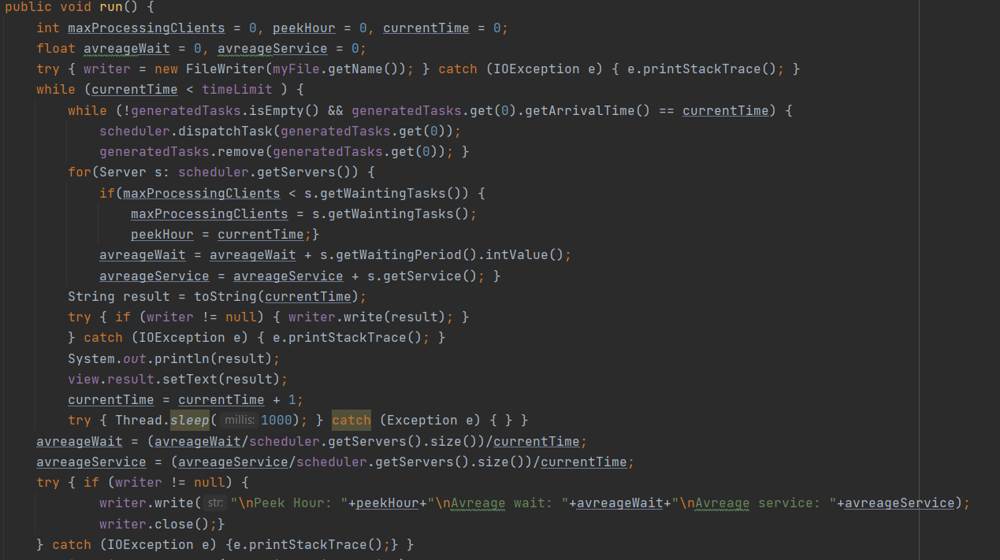 public void run() {
int maxProcessingClients = 0, peekHour = 0, currentTime = 0;
float avreageWait = 0, avreageService = 0;
try { writer = new FileWriter(myFile.getName()); } catch (IOException e) { e.printStackTrace(); }
while (currentTime < timeLimit ) {
while (!generatedTasks.isEmpty() && generatedTasks.get(0).getArrivalTime() == currentTime) {
scheduler.dispatchTask(generatedTasks.get(0));
generatedTasks.remove(generatedTasks.get(0)); }
for(Server s: scheduler.getServers()) {
if(maxProcessingClients < s.getWaintingTasks()) {
maxProcessingClients = s.getWaintingTasks();
peekHour = currentTime;}
avreageWait = avreageWait + s.getWaitingPeriod().intValue();
avreageService = avreageService + s.getService(); }
String result = toString(currentTime);
try { if (writer != null) { writer.write(result); }
} catch (IOException e) { e.printStackTrace(); }
System.out.println(result);
view.result.setText(result);
currentTime = currentTime + 1;
try { Thread.sleep( millis: 1000); } catch (Exception e) { } }
avreageWait = (avreageWait/scheduler.getServers().size())/currentTime;
avreageService = (avreageService/scheduler.getServers().size())/currentTime;
try { if (writer != null) {
writer.write( str: "\nPeek Hour: "+peekHour+"\nAvreage wait: "+avreageWait+"\nAvreage service: "+avreageService);
writer.close();}
} catch (IOException e) {e.printStackTrace();} }